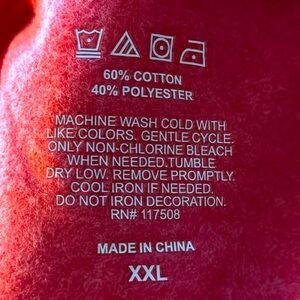 60% COTTON
40% POLYESTER
MACHINE WASH COLD WITH
LIKE COLORS. GENTLE CYCLE.
ONLY NON-CHLORINE BLEACH
WHEN NEEDED.TUMBLE
DRY LOW. REMOVE PROMPTLY.
COOL IRON IF NEEDED.
DO NOT IRON DECORATION.
RN# 117508
MADE IN CHINA
XXL